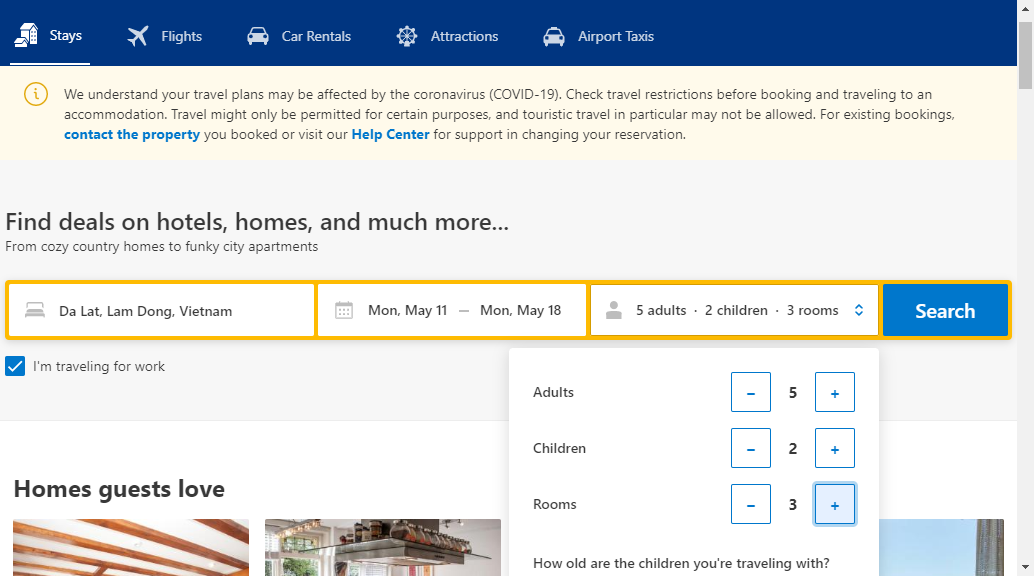 Stays
Flights
Car Rentals
Attractions
Airport Taxis
We understand your travel plans may be affected by the coronavirus (COVID-19). Check travel restrictions before booking and traveling to an
accommodation. Travel might only be permitted for certain purposes, and touristic travel in particular may not be allowed. For existing bookings,
contact the property you booked or visit our Help Center for support in changing your reservation.
Find deals on hotels, homes, and much more...
From cozy country homes to funky city apartments
Da Lat, Lam Dong, Vietnam
Mon, May 11 — Mon, May 18
5 adults · 2 children · 3 rooms
Search
I'm traveling for work
Adults
− 5 +
Children
− 2 +
Rooms
− 3 +
How old are the children you're traveling with?
Homes guests love